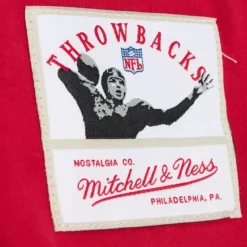 THROWBACKS
NFL
NOSTALGIA CO.
Mitchell & Ness
PHILADELPHIA, PA.